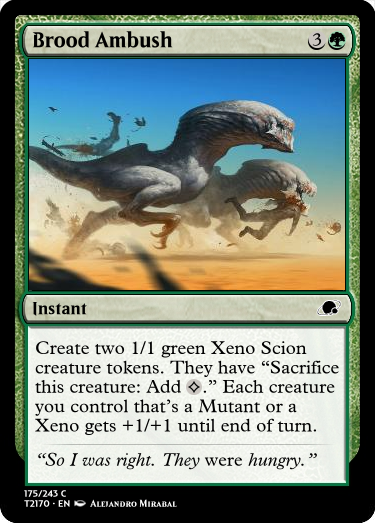 Brood Ambush 3
Instant
Create two 1/1 green Xeno Scion
creature tokens. They have “Sacrifice
this creature: Add ◇.” Each creature
you control that's a Mutant or a
Xeno gets +1/+1 until end of turn.
“So I was right. They were hungry.”
175/243 C
T2170 • EN Alejandro Mirabal